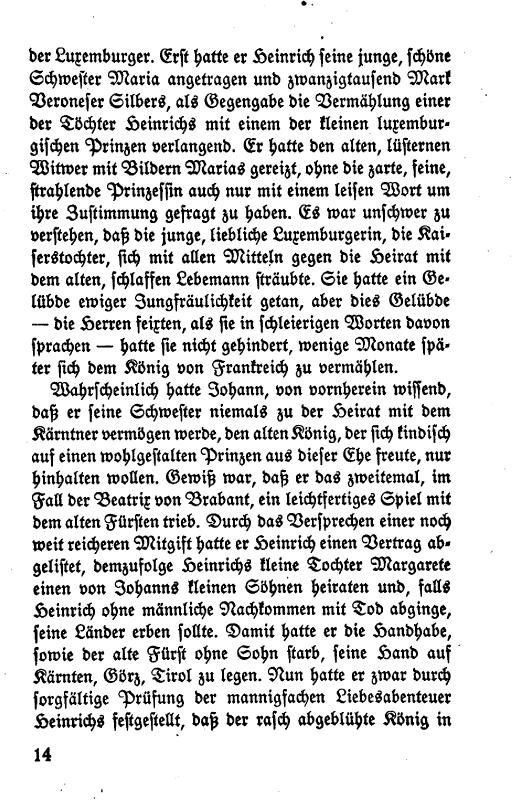 der Luxemburger. Erst hatte er Heinrich seine junge, schöne
Schwester Maria angetragen und zwanzigtausend Mark
Veroneser Silbers, als Gegengabe die Vermählung einer
der Töchter Heinrichs mit einem der kleinen luxembur-
gischen Prinzen verlangend. Er hatte den alten, lüsternen
Witwer mit Bildern Marias gereizt, ohne die zarte, feine,
strahlende Prinzessin auch nur mit einem leisen Wort um
ihre Zustimmung gefragt zu haben. Es war unschwer zu
verstehen, daß die junge, liebliche Luxemburgerin, die Kai-
serstochter, sich mit allen Mitteln gegen die Heirat mit
dem alten, schlaffen Lebemann sträubte. Sie hatte ein Ge-
lübde ewiger Jungfräulichkeit getan, aber dies Gelübde
— die Herren feixten, als sie in schleierigen Worten davon
sprachen — hatte sie nicht gehindert, wenige Monate spä-
ter sich dem König von Frankreich zu vermählen.
Wahrscheinlich hatte Johann, von vornherein wissend,
daß er seine Schwester niemals zu der Heirat mit dem
Kärntner vermögen werde, den alten König, der sich kindisch
auf einen wohlgestalten Prinzen aus dieser Ehe freute, nur
hinhalten wollen. Gewiß war, daß er das zweitemal, im
Fall der Beatrix von Brabant, ein leichtfertiges Spiel mit
dem alten Fürsten trieb. Durch das Versprechen einer noch
weit reicheren Mitgift hatte er Heinrich einen Vertrag ab-
gelistet, demzufolge Heinrichs kleine Tochter Margarete
einen von Johanns kleinen Söhnen heiraten und, falls
Heinrich ohne männliche Nachkommen mit Tod abginge,
seine Länder erben sollte. Damit hatte er die Handhabe,
sowie der alte Fürst ohne Sohn starb, seine Hand auf
Kärnten, Görz, Tirol zu legen. Nun hatte er zwar durch
sorgfältige Prüfung der mannigfachen Liebesabenteuer
Heinrichs festgestellt, daß der rasch abgeblühte König in
14